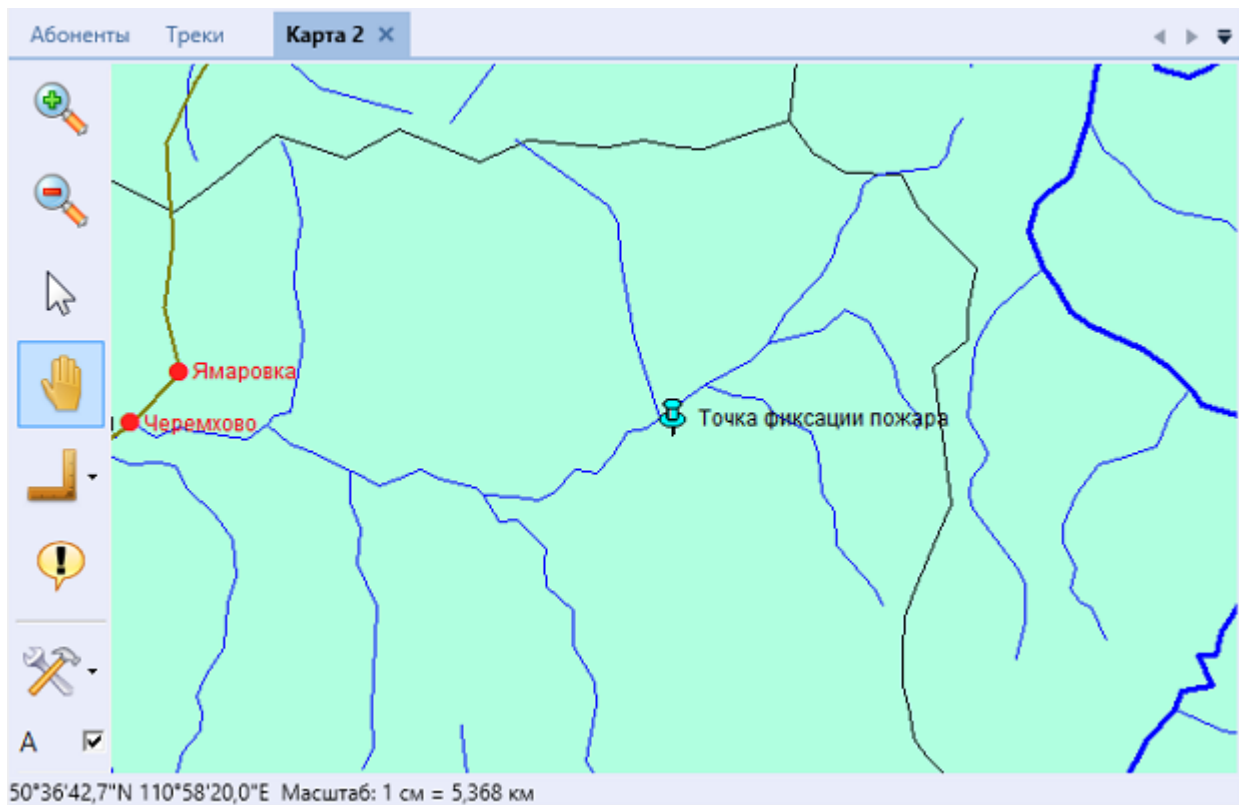 Абоненты Треки Карта 2
Ямаровка
Черемхово
Точка фиксации пожара
А
50°36'42,7"N 110°58'20,0"E Масштаб: 1 см = 5,368 км